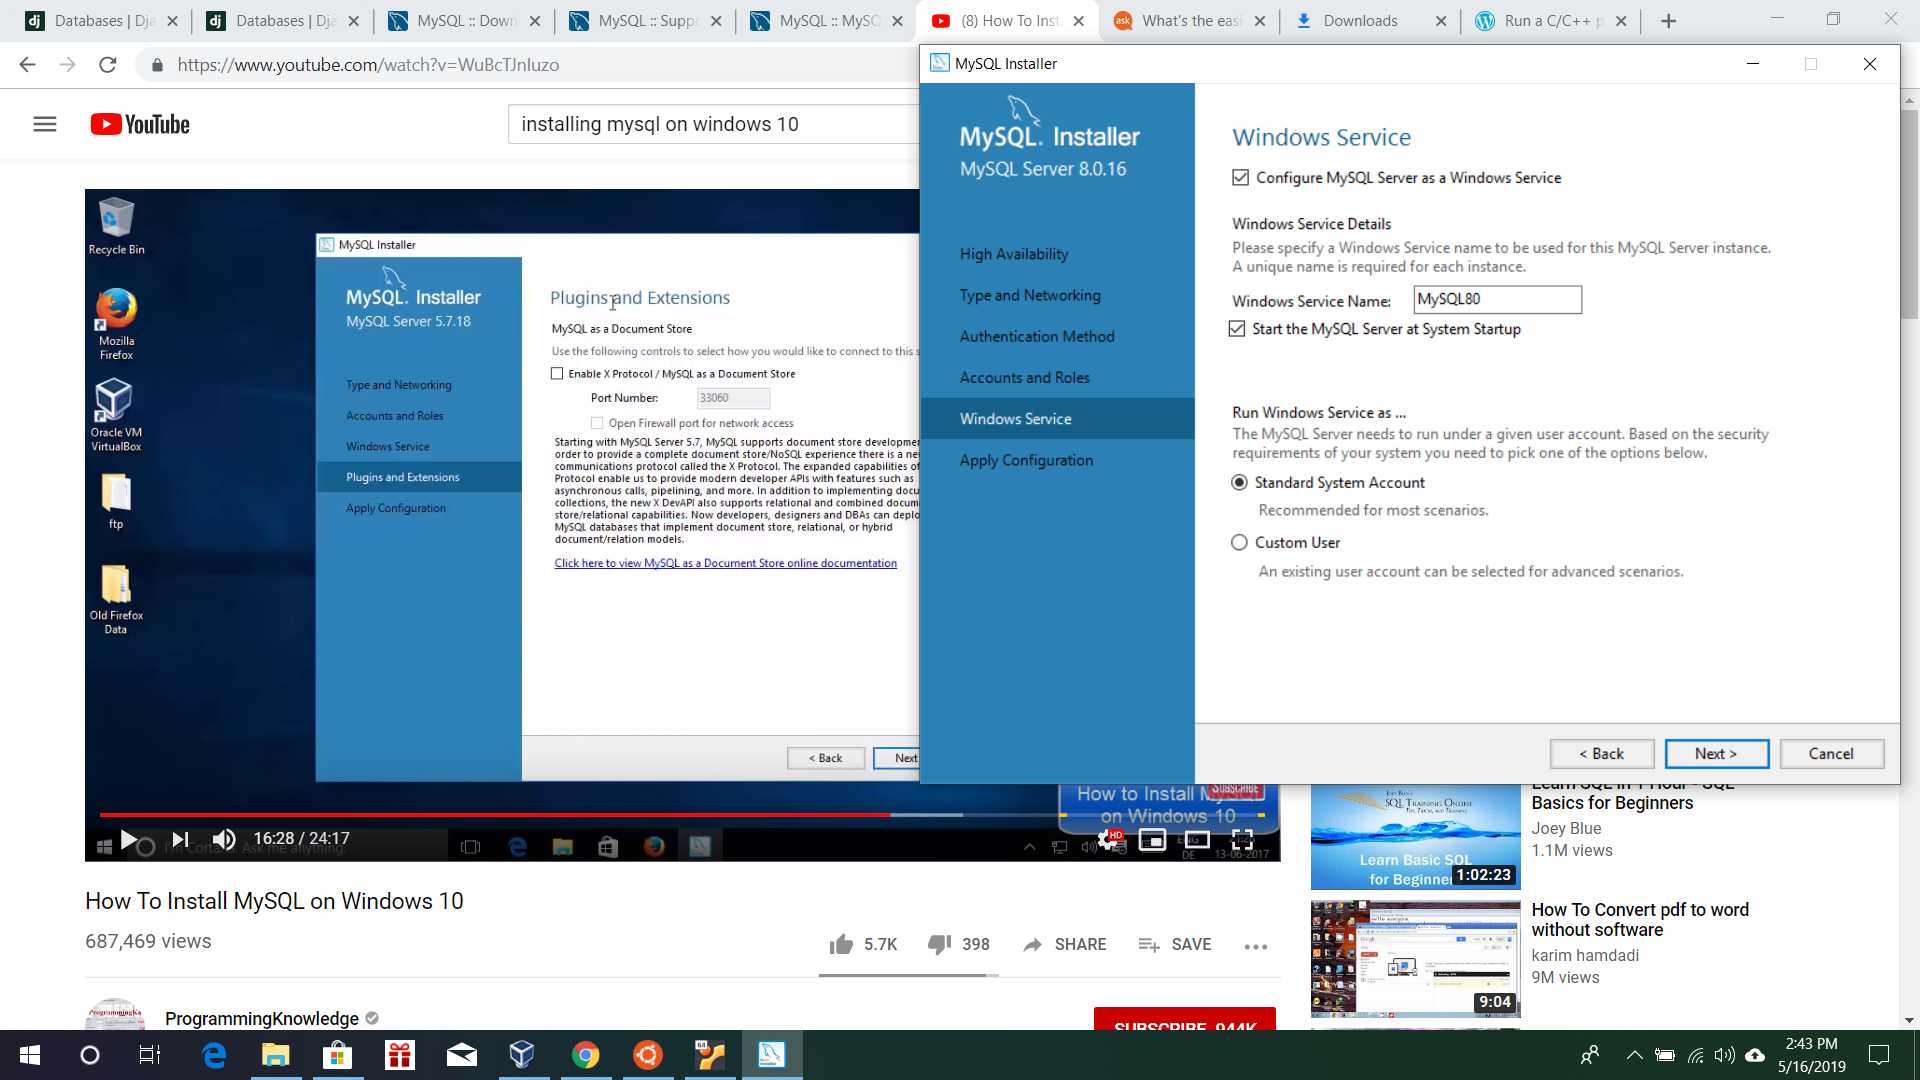 Databases | Dja
Databases | Dja
MySQL :: Down
MySQL :: Suppo
MySQL :: MySQ
(8) How To Inst
What's the easi
Downloads
Run a C/C++ p
https://www.youtube.com/watch?v=WuBcTJnIuzo
YouTube
installing mysql on windows 10
Recycle Bin
Mozilla
Firefox
Oracle VM
VirtualBox
ftp
Old Firefox
Data
MySQL Installer
MySQL. Installer
MySQL Server 5.7.18
Type and Networking
Accounts and Roles
Windows Service
Plugins and Extensions
Apply Configuration
Plugins and Extensions
MySQL as a Document Store
Use the following controls to select how you would like to connect to this s
Enable X Protocol / MySQL as a Document Store
Port Number: 33060
Open Firewall port for network access
Starting with MySQL Server 5.7, MySQL supports document store developmen
order to provide a complete document store/NoSQL experience there is a new
communications protocol called the X Protocol. The expanded capabilities of
Protocol enable us to provide modern developer APIs with features such as
asynchronous calls, pipelining, and more. In addition to implementing docu
collections, the new X DevAPI also supports relational and combined docum
store/relational capabilities. Now developers, designers and DBAs can deplo
MySQL databases that implement document store, relational, or hybrid
document/relation models.
Click here to view MySQL as a Document Store online documentation
< Back
Next
MySQL Installer
MySQL. Installer
MySQL Server 8.0.16
High Availability
Type and Networking
Authentication Method
Accounts and Roles
Windows Service
Apply Configuration
Windows Service
Configure MySQL Server as a Windows Service
Windows Service Details
Please specify a Windows Service name to be used for this MySQL Server instance.
A unique name is required for each instance.
Windows Service Name: MySQL80
Start the MySQL Server at System Startup
Run Windows Service as ...
The MySQL Server needs to run under a given user account. Based on the security
requirements of your system you need to pick one of the options below.
Standard System Account
Recommended for most scenarios.
Custom User
An existing user account can be selected for advanced scenarios.
< Back
Next >
Cancel
How to Install
on Windows 10
SUBSCRIBE
16:28 / 24:17
HD
DE
13-06-2017
How To Install MySQL on Windows 10
687,469 views
5.7K
398
SHARE
SAVE
ProgrammingKnowledge
SUBSCRIBE 944K
SQL TRAINING ONLINE
Learn Basic SQL
for Beginne
1:02:23
Learn SQL in 1 Hour - SQL
Basics for Beginners
Joey Blue
1.1M views
9:04
How To Convert pdf to word
without software
karim hamdadi
9M views
64
2:43 PM
5/16/2019